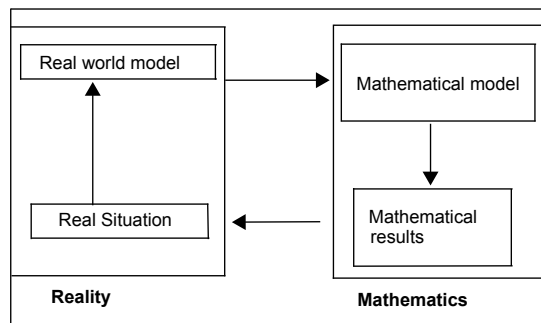 Real world model
Mathematical model
Real Situation
Mathematical
results
Reality
Mathematics